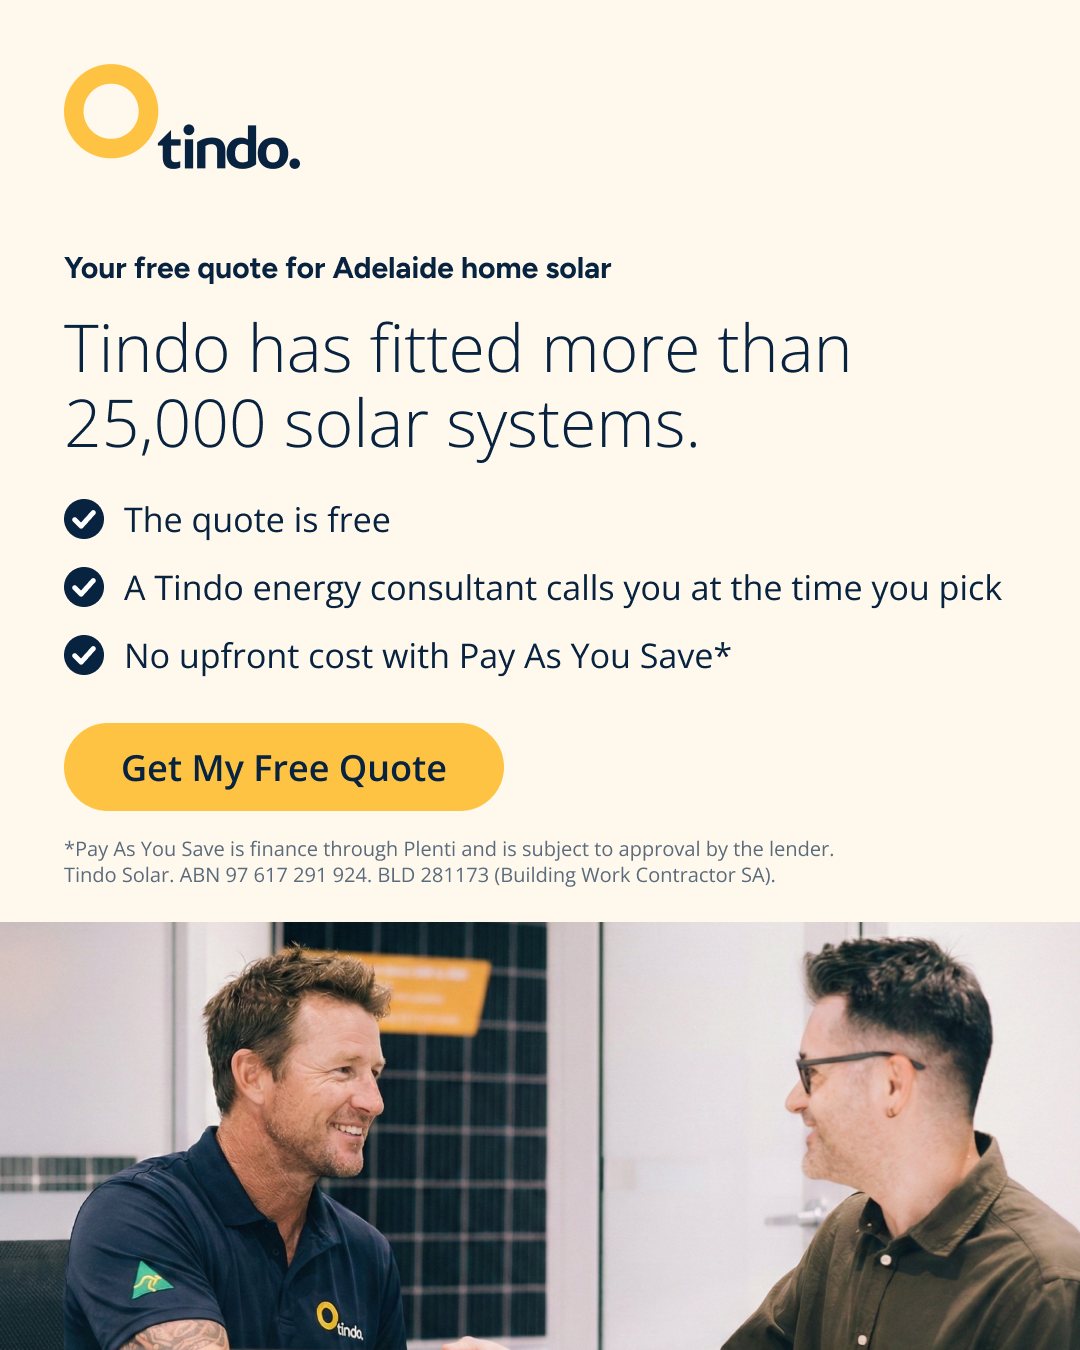 tindo.
Your free quote for Adelaide home solar
Tindo has fitted more than
25,000 solar systems.
The quote is free
A Tindo energy consultant calls you at the time you pick
No upfront cost with Pay As You Save*
Get My Free Quote
*Pay As You Save is finance through Plenti and is subject to approval by the lender.
Tindo Solar. ABN 97 617 291 924. BLD 281173 (Building Work Contractor SA).
tindo.